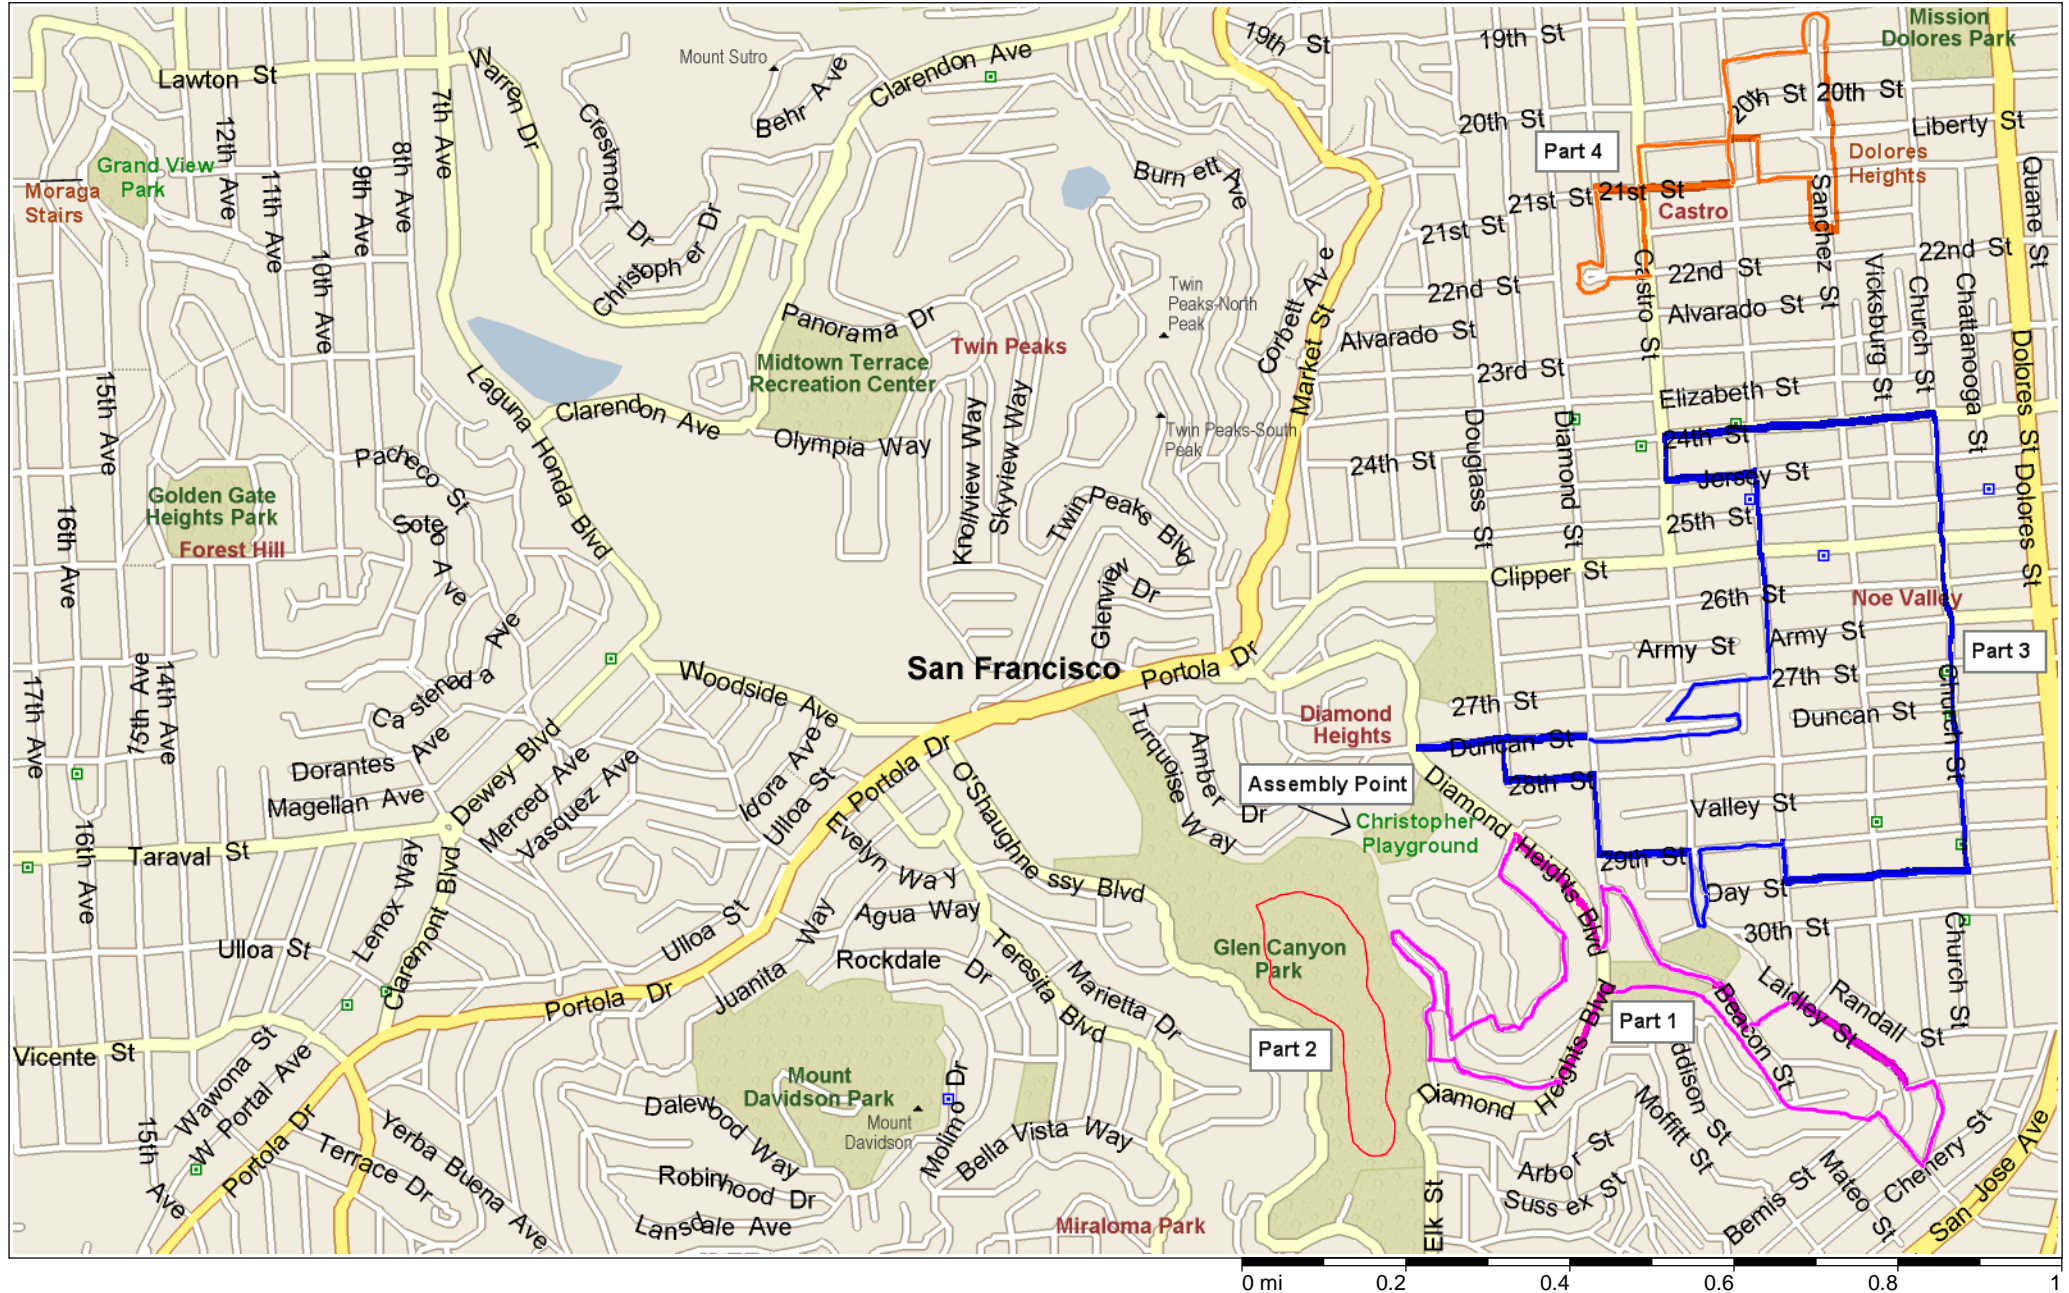 19th St
19th St
Mission
Dolores Park
Mount Sutro
Clarendon Ave
Lawton St
Warren Dr
7th Ave
Behr Ave
20th St
20th St
20th St
Liberty St
Crestmont
Dr
12th Ave
8th Ave
Part 4
Dolores
Heights
Grand View
Park
Moraga
Stairs
9th Ave
11th Ave
Burnett Ave
21st St
21st St
21st St
Castro
Sanchez St
Quane St
Christopher Dr
10th Ave
22nd St
22nd St
22nd St
Twin
Peaks-North
Peak
Corbett Ave
Market St
Castro St
Vicksburg St
Church St
Chattanooga St
Alvarado St
Alvarado St
Panorama Dr
Twin Peaks
Midtown Terrace
Recreation Center
23rd St
Elizabeth St
Dolores St
Dolores St
15th Ave
Laguna Honda Blvd
Clarendon Ave
Olympia Way
Knollview Way
Skyview Way
Twin Peaks-South
Peak
24th St
24th St
Douglass St
Diamond St
Jersey St
Pacheco St
Golden Gate
Heights Park
Forest Hill
Sotelo Ave
16th Ave
Twin Peaks Blvd
25th St
Glenview Dr
Clipper St
26th St
Noe Valley
Army St
Army St
Part 3
San Francisco
Portola Dr
Woodside Ave
Castenada Ave
17th Ave
15th Ave
14th Ave
27th St
27th St
Diamond
Heights
Duncan St
Duncan St
Church St
Turquoise Way
Amber Dr
Dorantes Ave
Magellan Ave
Dewey Blvd
Merced Ave
Vasquez Ave
Idora Ave
Ulloa St
Portola Dr
O'Shaughnessy Blvd
Assembly Point
Christopher
Playground
28th St
Valley St
Diamond Heights Blvd
29th St
Day St
30th St
Taraval St
16th Ave
Lenox Way
Claremont Blvd
Evelyn Way
Agua Way
Ulloa St
Ulloa St
Rockdale Dr
Juanita Way
Teresita Blvd
Marietta Dr
Glen Canyon
Park
Church St
Portola Dr
Laidley St
Randall St
Beacon St
Part 1
Part 2
Vicente St
Wawona St
W Portal Ave
Mount
Davidson Park
Mount
Davidson
Dalewood Way
Molimo Dr
Bella Vista Way
Diamond Heights Blvd
ddison St
Moffitt St
Arbor St
Sussex St
Bemis St
Mateo St
Chenery St
San Jose Ave
15th Ave
Portola Dr
Terrace Dr
Yerba Buena Ave
Robinhood Dr
Lansdale Ave
Miraloma Park
Elk St
0 mi 0.2 0.4 0.6 0.8 1